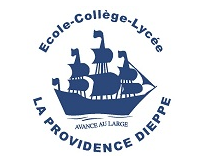 Ecole-Collège-Lycée
AVANCE AU LARGE
LA PROVIDENCE DIEPPE